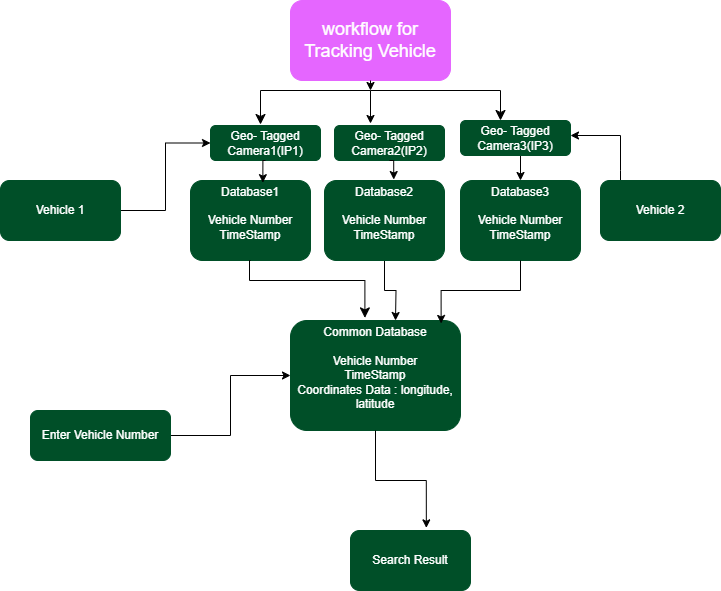 workflow for
Tracking Vehicle
Geo- Tagged
Camera1(IP1)
Geo- Tagged
Camera2(IP2)
Geo- Tagged
Camera3(IP3)
Vehicle 1
Database1
Vehicle Number
TimeStamp
Database2
Vehicle Number
TimeStamp
Database3
Vehicle Number
TimeStamp
Vehicle 2
Common Database
Vehicle Number
TimeStamp
Coordinates Data : longitude,
latitude
Enter Vehicle Number
Search Result